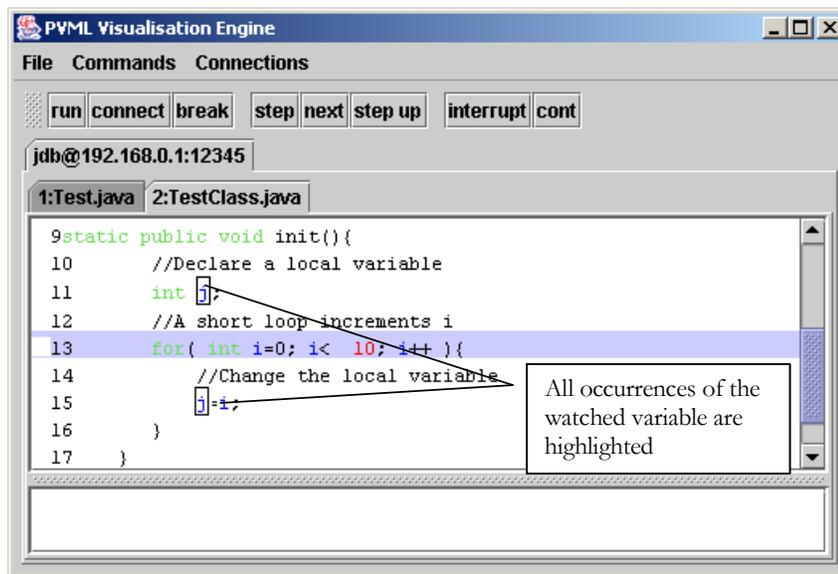 PVML Visualisation Engine
File Commands Connections
run connect break step next step up interrupt cont
jdb@192.168.0.1:12345
1:Test.java 2:TestClass.java
9static public void init(){
10 //Declare a local variable
11 int j;
12 //A short loop increments i
13 for( int i=0; i< 10; i++ ){
14 //Change the local variable
15 j=i;
16 }
17 }
All occurrences of the
watched variable are
highlighted